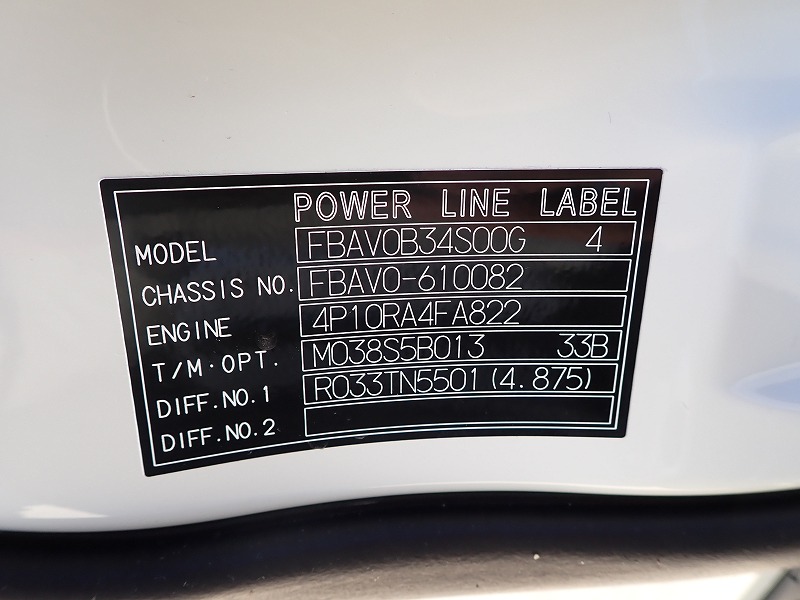 POWER LINE LABEL
MODEL FBAV0B34S00G 4
CHASSIS NO. FBAV0-610082
ENGINE 4P10RA4FA822
T/M·OPT. M038S5B013 33B
DIFF.NO.1 R033TN5501(4.875)
DIFF.NO.2